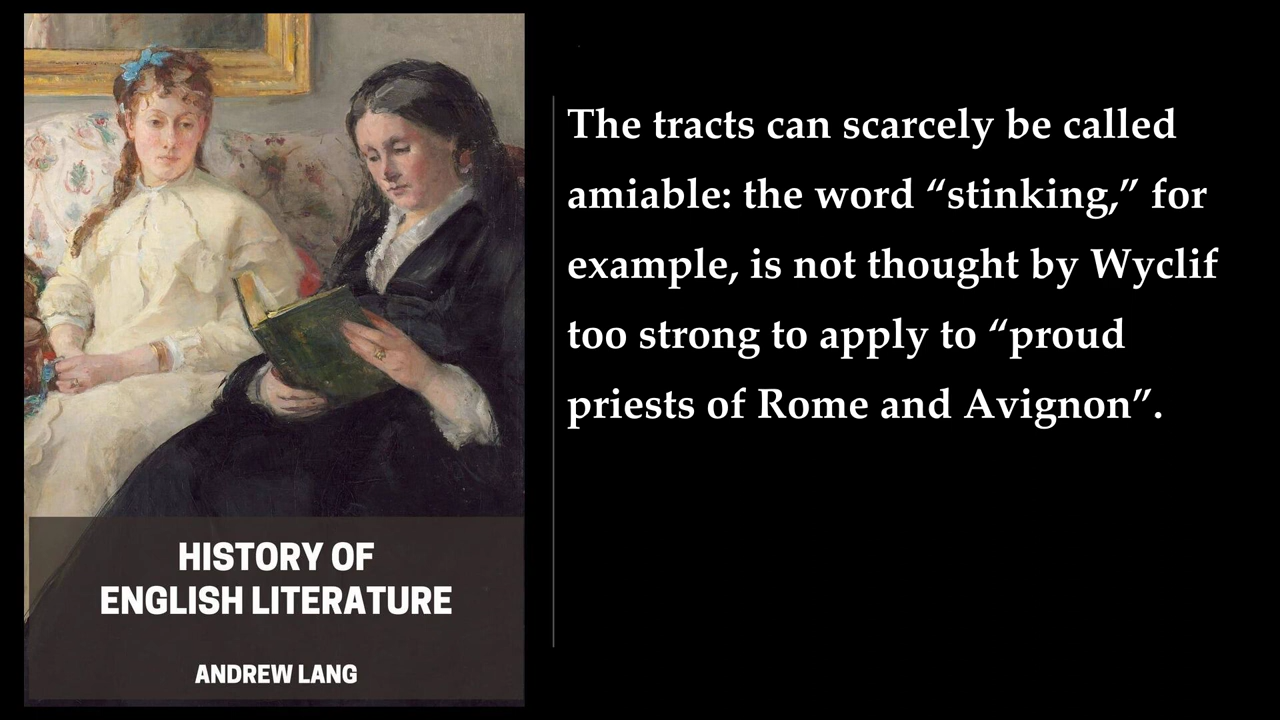 HISTORY OF
ENGLISH LITERATURE
ANDREW LANG
The tracts can scarcely be called
amiable: the word “stinking,” for
example, is not thought by Wyclif
too strong to apply to “proud
priests of Rome and Avignon”.